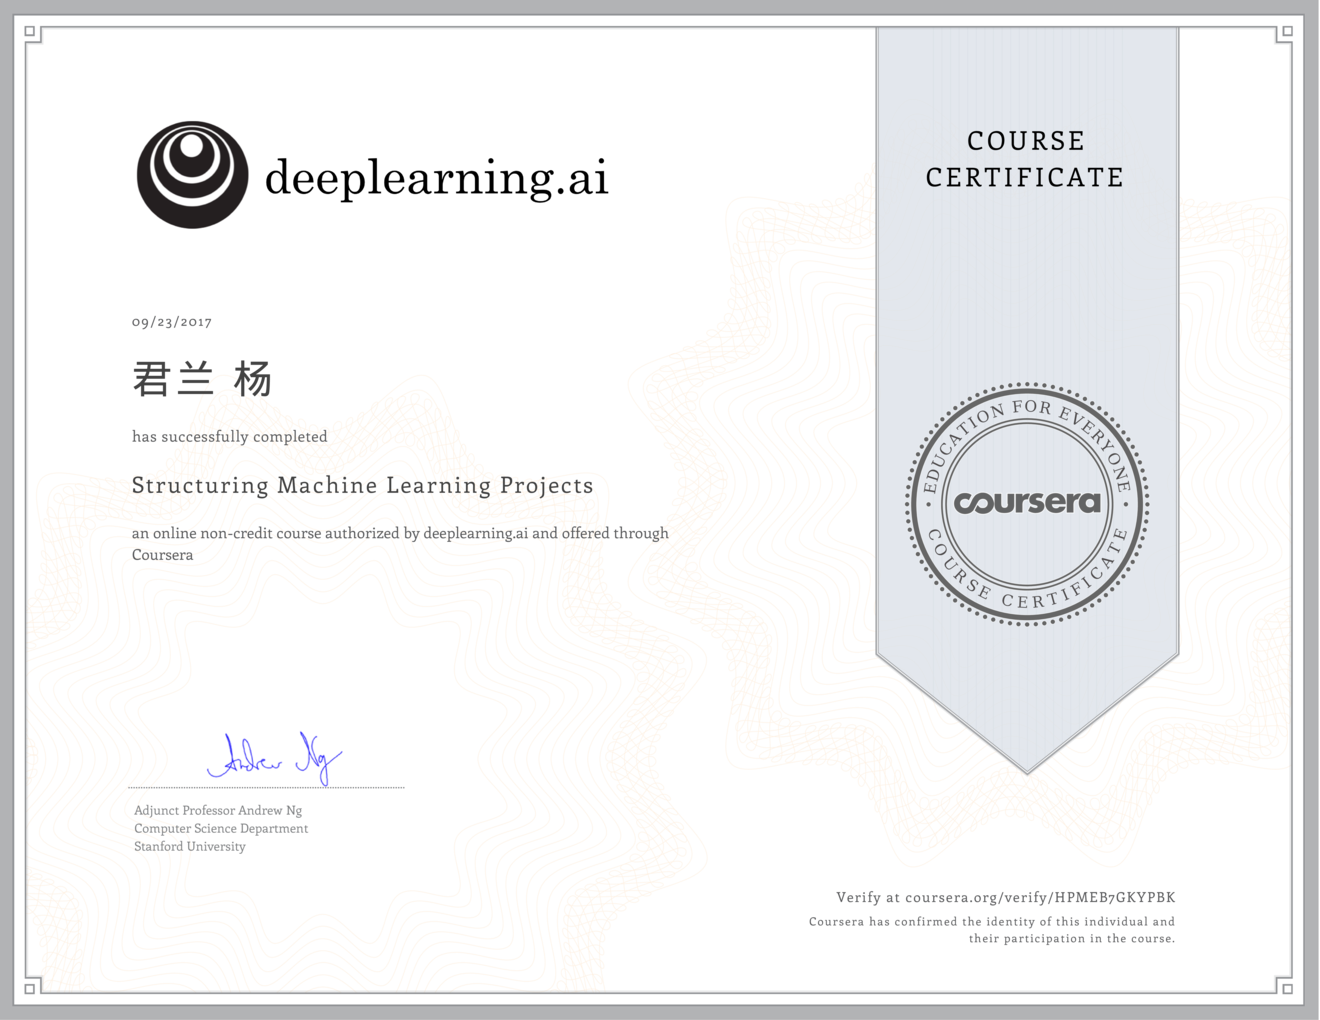 deeplearning.ai
COURSE
CERTIFICATE
09/23/2017
君兰 杨
has successfully completed
Structuring Machine Learning Projects
an online non-credit course authorized by deeplearning.ai and offered through
Coursera
EDUCATION FOR EVERYONE
coursera
COURSE CERTIFICATE
Andrew Ng
Adjunct Professor Andrew Ng
Computer Science Department
Stanford University
Verify at coursera.org/verify/HPMEB7GKYPBK
Coursera has confirmed the identity of this individual and
their participation in the course.